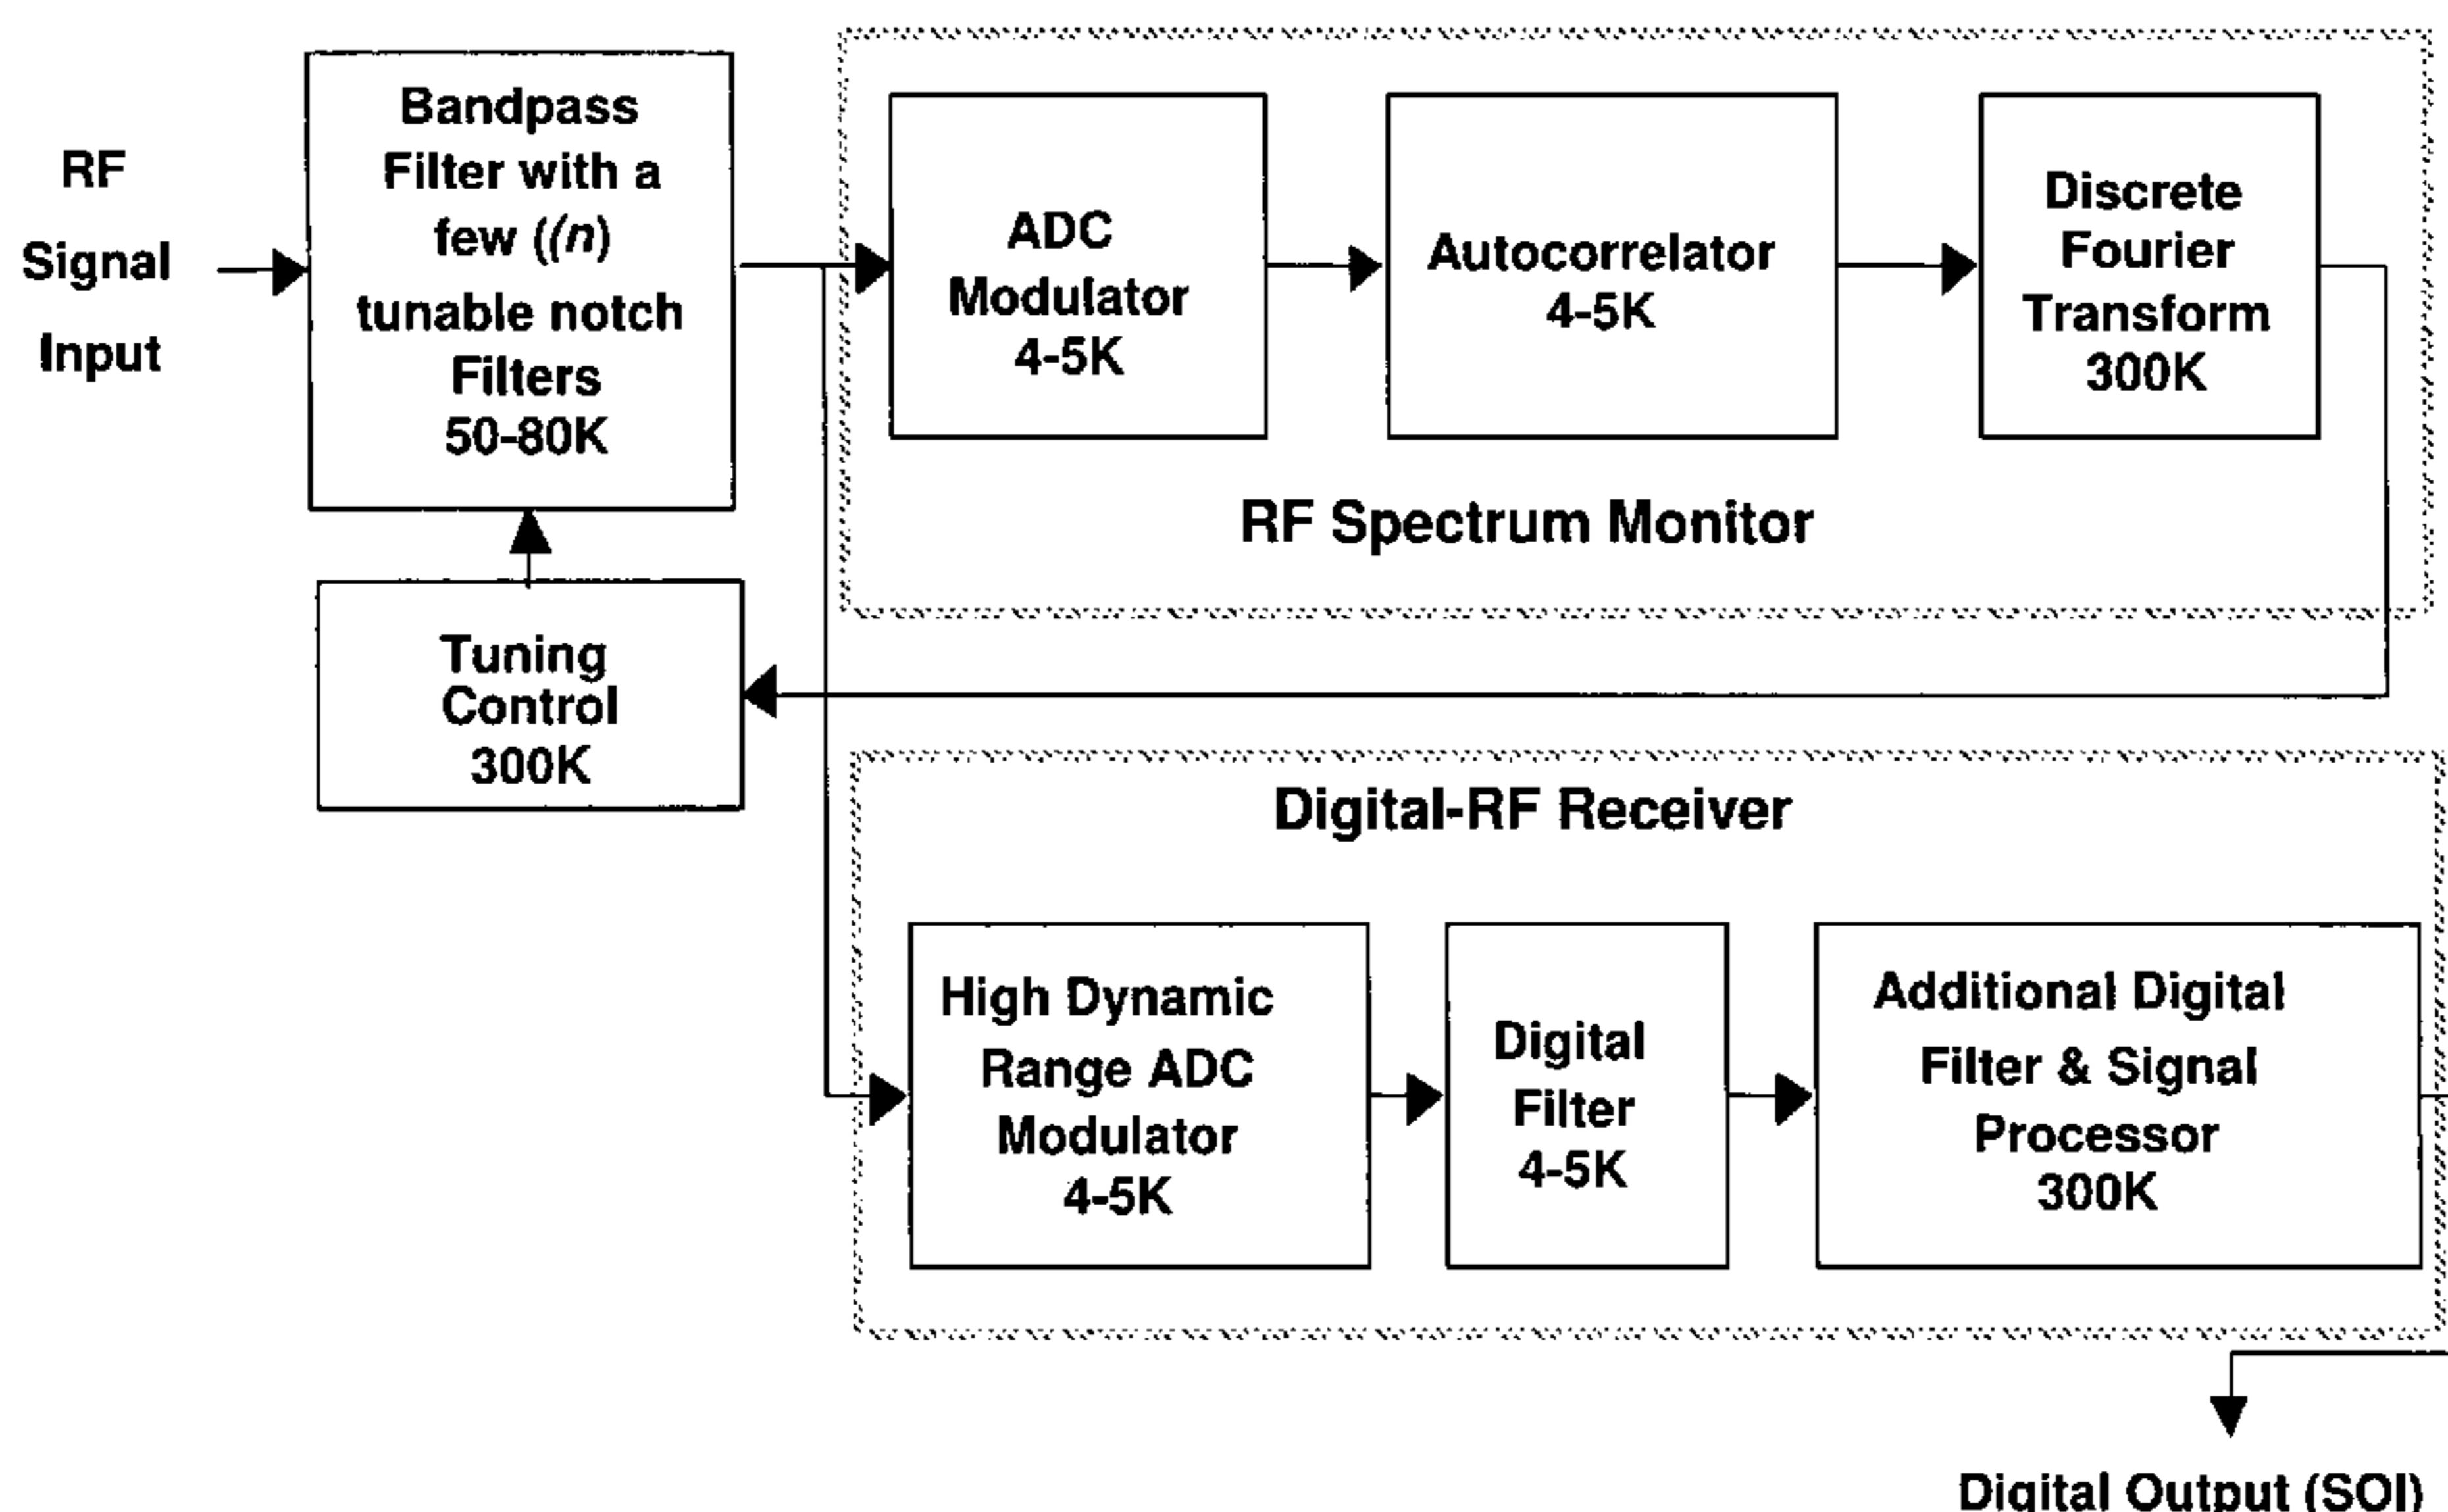 RF
Signal
Input
Bandpass
Filter with a
few ((n)
tunable notch
Filters
50-80K
ADC
Modulator
4-5K
Autocorrelator
4-5K
Discrete
Fourier
Transform
300K
RF Spectrum Monitor
Tuning
Control
300K
Digital-RF Receiver
High Dynamic
Range ADC
Modulator
4-5K
Digital
Filter
4-5K
Additional Digital
Filter & Signal
Processor
300K
Digital Output (SOI)